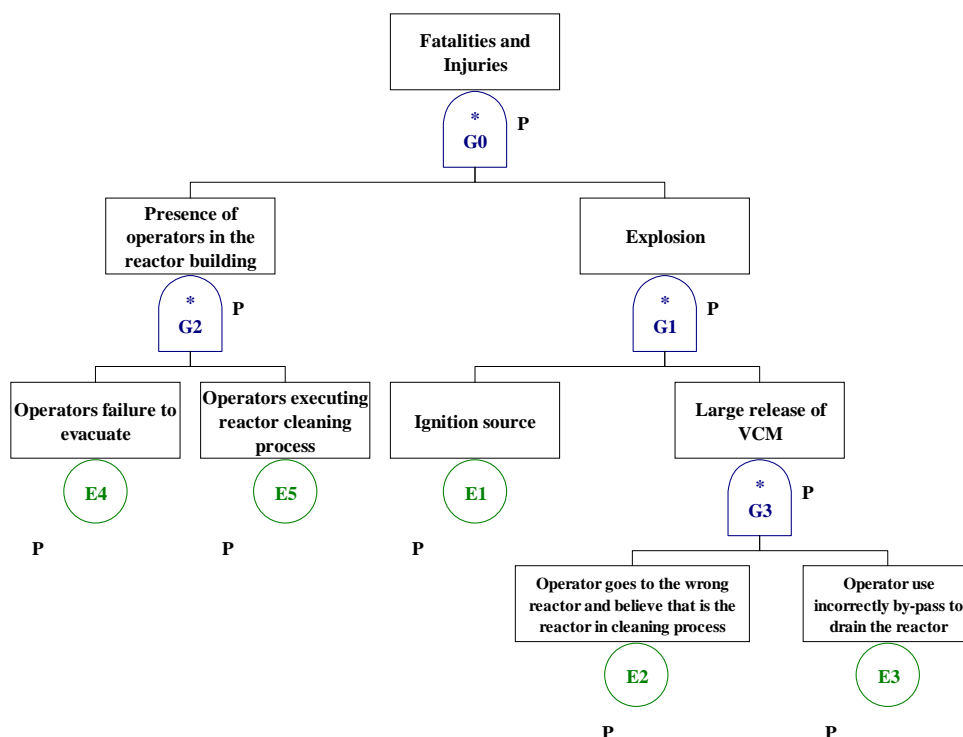 Fatalities and
Injuries
*
G0
P
Presence of
operators in the
reactor building
Explosion
*
G2
P
*
G1
P
Operators failure to
evacuate
Operators executing
reactor cleaning
process
Ignition source
Large release of
VCM
E4
E5
E1
*
G3
P
P
P
P
Operator goes to the wrong
reactor and believe that is the
reactor in cleaning process
Operator use
incorrectly by-pass to
drain the reactor
E2
E3
P
P